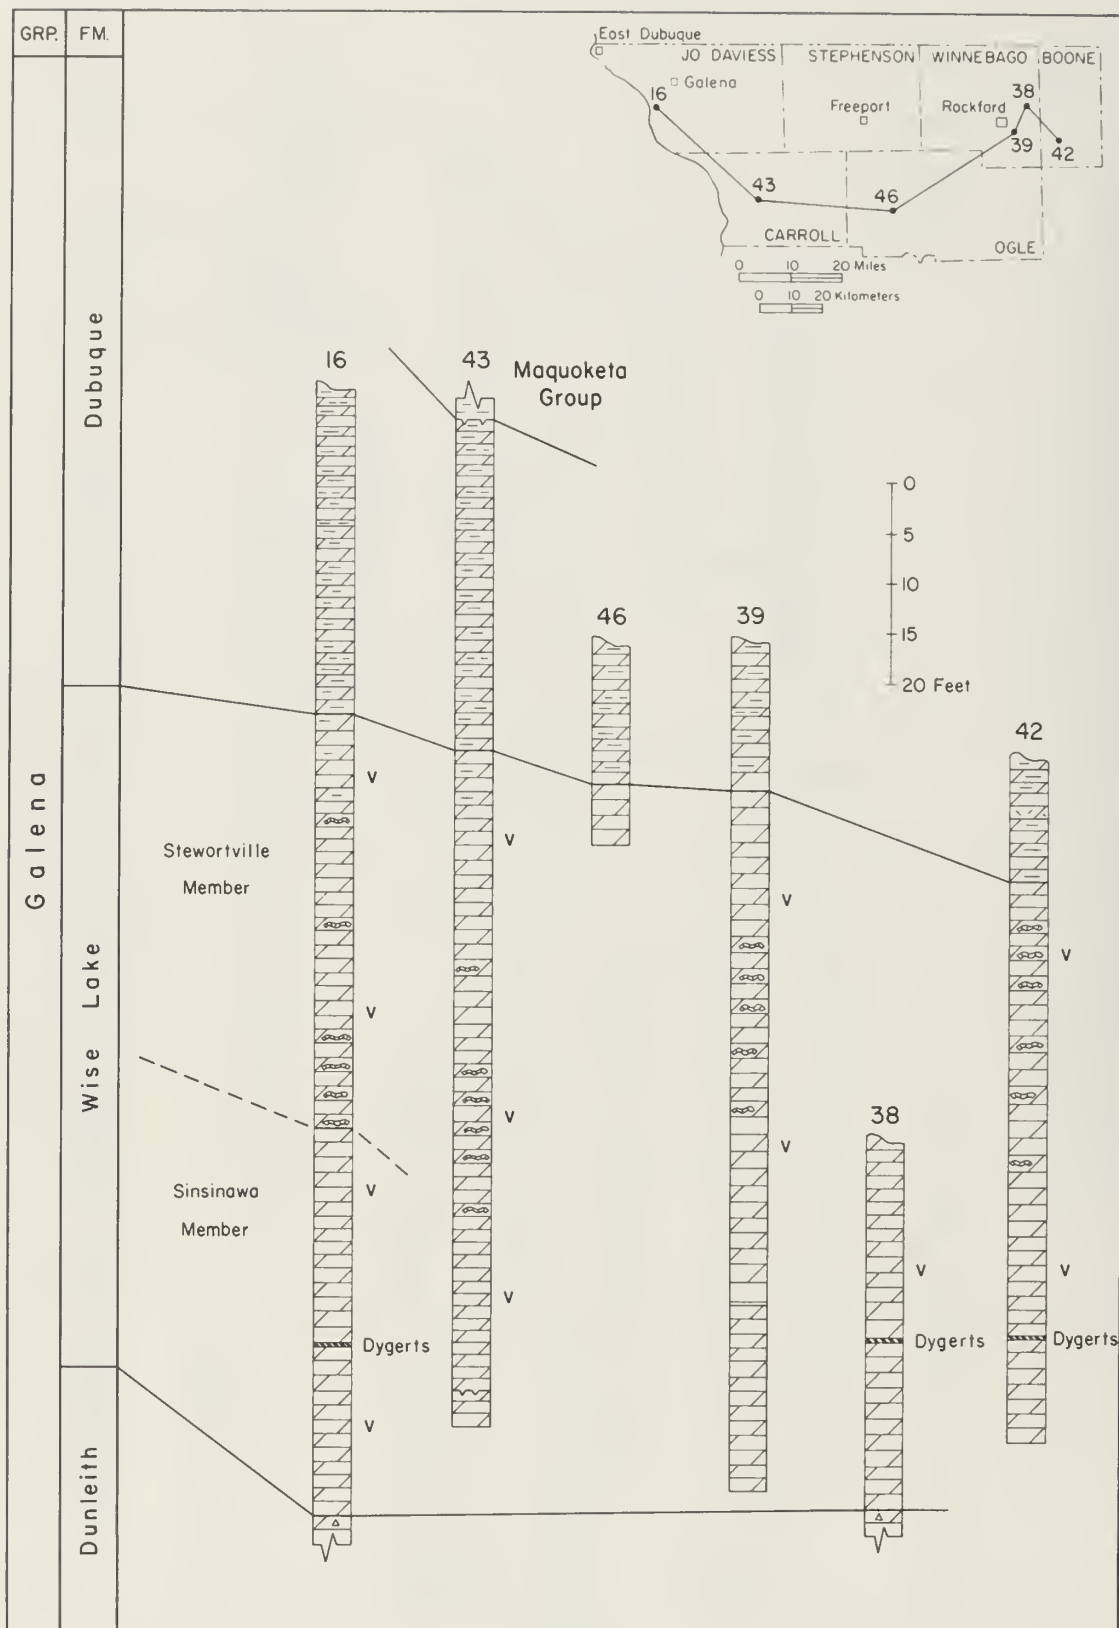 GRP. FM.
East Dubuque
JO DAVIESS STEPHENSON WINNEBAGO BOONE
Galena
16
Freeport
Rockford
38
39
42
43
46
CARROLL
OGLE
0 10 20 Miles
0 10 20 Kilometers
Galena
Dubuque
Wise Lake
Dunleith
16
43
Maquoketa
Group
46
39
0
5
10
15
20 Feet
42
38
Stewortville
Member
Sinsinawa
Member
V
V
V
V
V
V
V
V
V
V
V
V
Dygerts
Dygerts
Dygerts